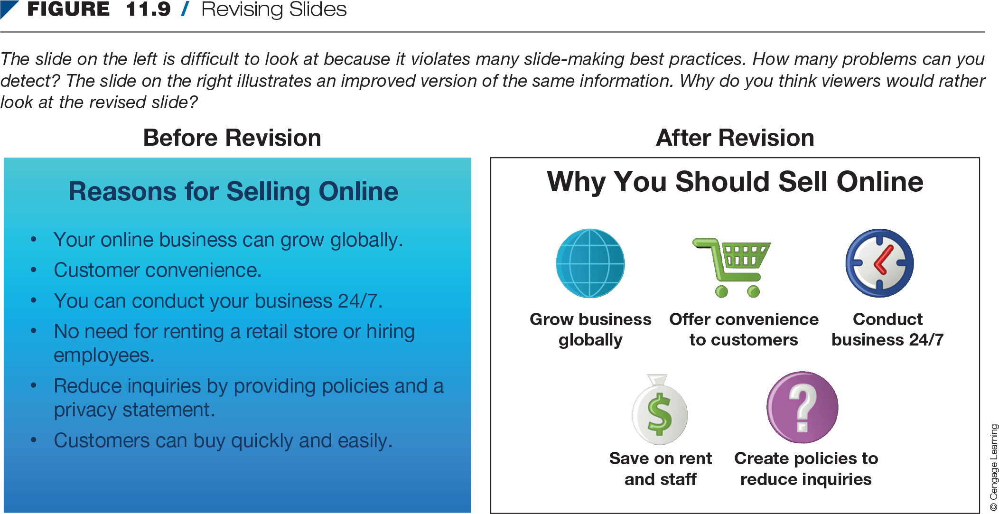 FIGURE 11.9 / Revising Slides
The slide on the left is difficult to look at because it violates many slide-making best practices. How many problems can you
detect? The slide on the right illustrates an improved version of the same information. Why do you think viewers would rather
look at the revised slide?
Before Revision
Reasons for Selling Online
• Your online business can grow globally.
• Customer convenience.
• You can conduct your business 24/7.
• No need for renting a retail store or hiring
employees.
• Reduce inquiries by providing policies and a
privacy statement.
• Customers can buy quickly and easily.
After Revision
Why You Should Sell Online
Grow business
globally
Offer convenience
to customers
Conduct
business 24/7
$
Save on rent
and staff
?
Create policies to
reduce inquiries
© Cengage Learning